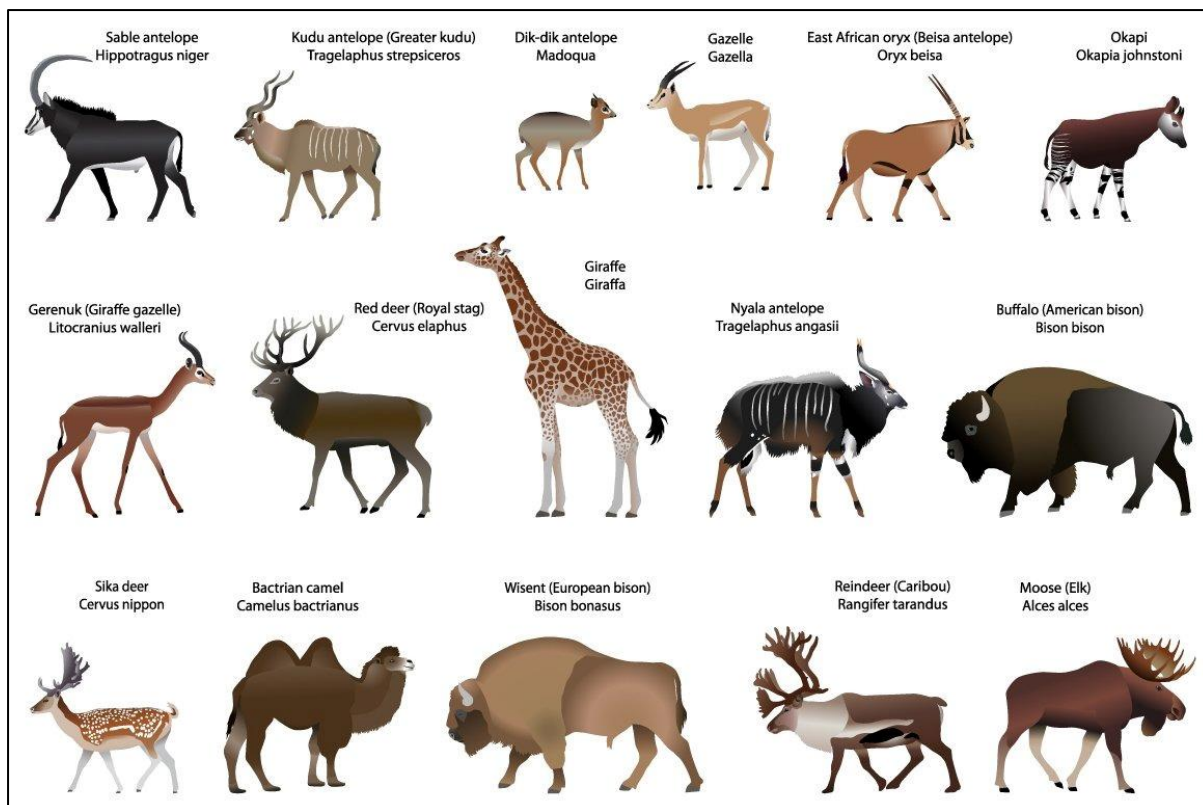 Sable antelope
Hippotragus niger
Kudu antelope (Greater kudu)
Tragelaphus strepsiceros
Dik-dik antelope
Madoqua
Gazelle
Gazella
East African oryx (Beisa antelope)
Oryx beisa
Okapi
Okapia johnstoni
Gerenuk (Giraffe gazelle)
Litocranius walleri
Red deer (Royal stag)
Cervus elaphus
Giraffe
Giraffa
Nyala antelope
Tragelaphus angasii
Buffalo (American bison)
Bison bison
Sika deer
Cervus nippon
Bactrian camel
Camelus bactrianus
Wisent (European bison)
Bison bonasus
Reindeer (Caribou)
Rangifer tarandus
Moose (Elk)
Alces alces